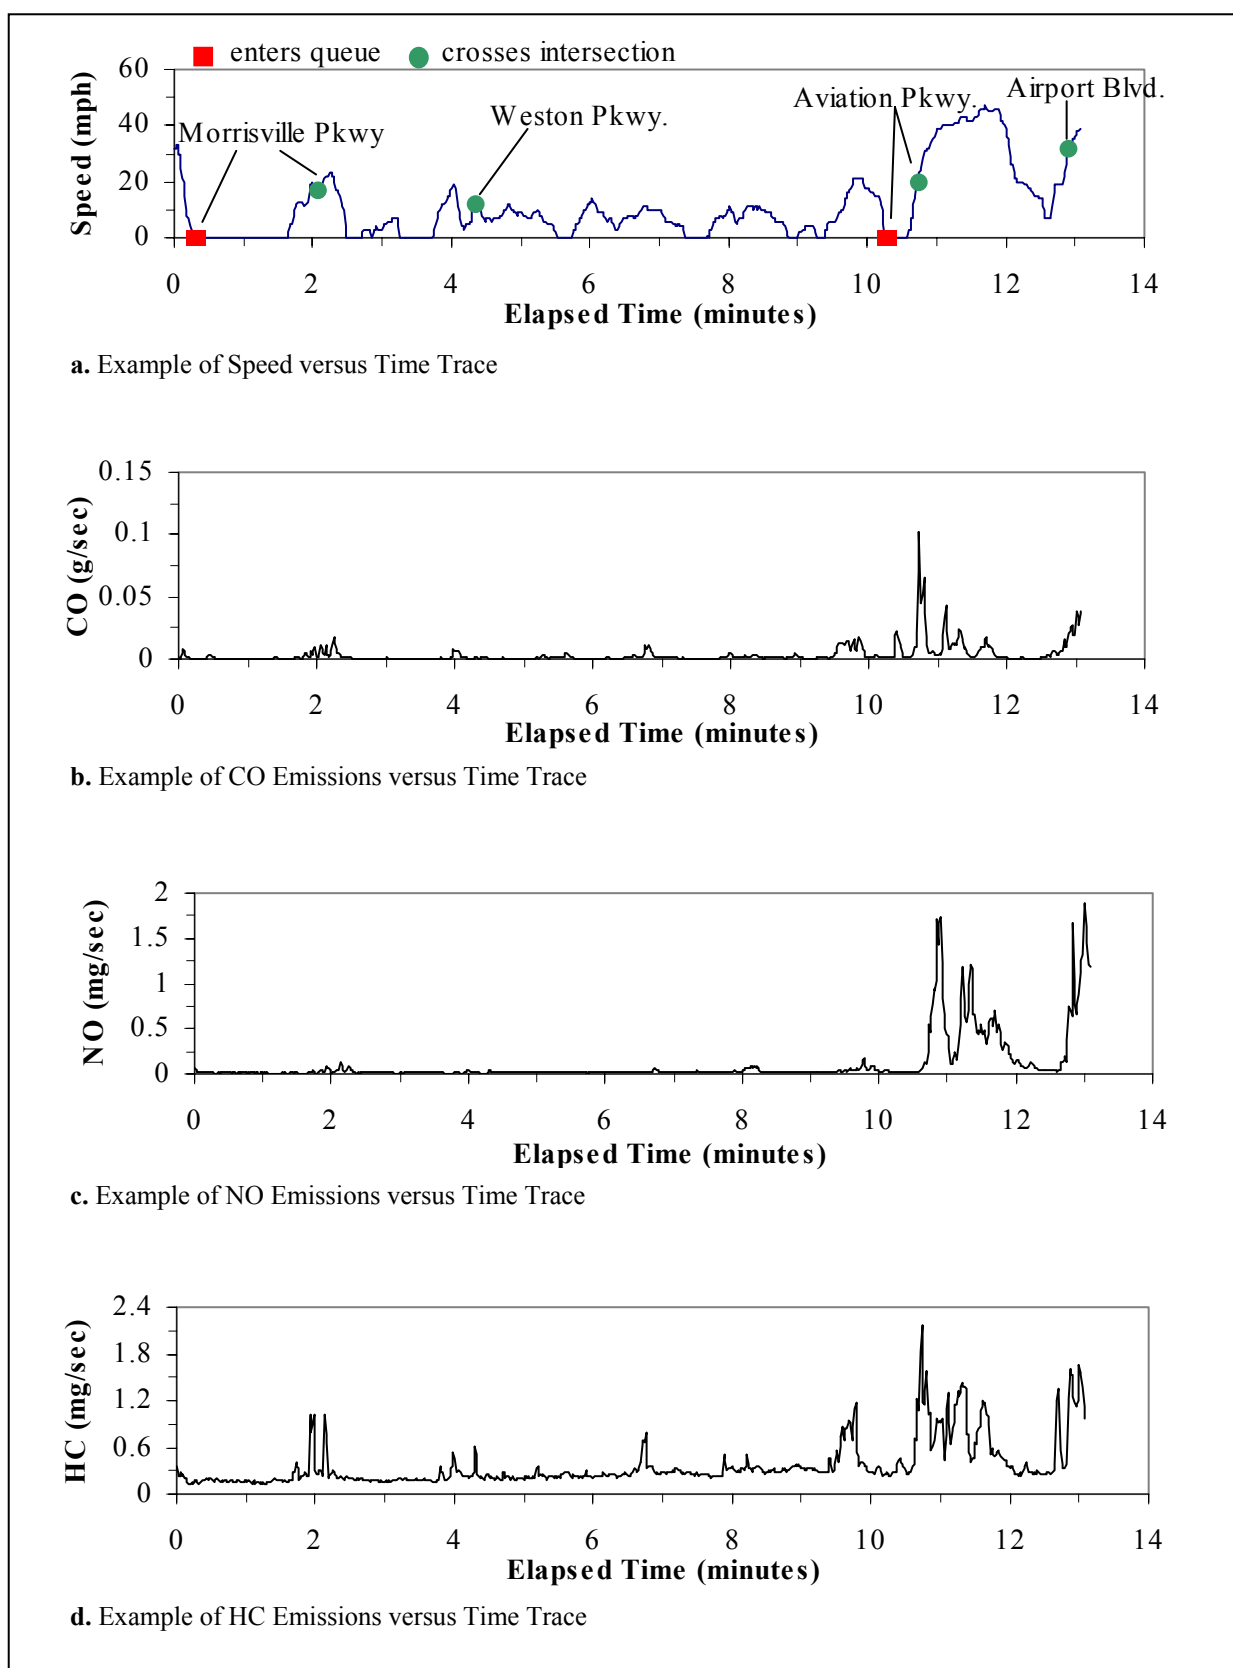 enters queue crosses intersection
60
40
20
0
Speed (mph)
Morrisville Pkwy
Weston Pkwy.
Aviation Pkwy.
Airport Blvd.
0 2 4 6 8 10 12 14
Elapsed Time (minutes)
a. Example of Speed versus Time Trace
0.15
0.1
0.05
0
CO (g/sec)
0 2 4 6 8 10 12 14
Elapsed Time (minutes)
b. Example of CO Emissions versus Time Trace
2
1.5
1
0.5
0
NO (mg/sec)
0 2 4 6 8 10 12 14
Elapsed Time (minutes)
c. Example of NO Emissions versus Time Trace
2.4
1.8
1.2
0.6
0
HC (mg/sec)
0 2 4 6 8 10 12 14
Elapsed Time (minutes)
d. Example of HC Emissions versus Time Trace